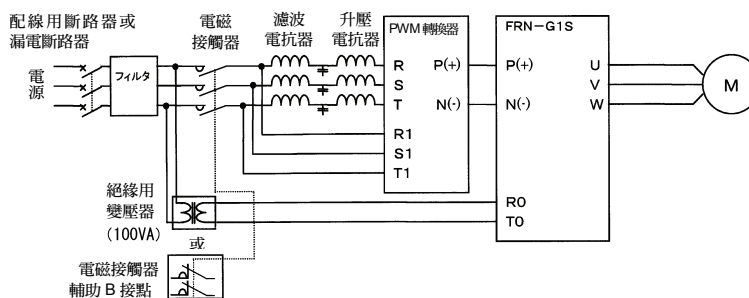 配線用斷路器或
漏電斷路器
電磁
接觸器
濾波
電抗器
升壓
電抗器
PWM 轉換器
FRN-G1S
電
源
フィルタ
R
S
T
P(+)
N(-)
R1
S1
T1
P(+)
N(-)
U
V
W
M
R0
T0
絕緣用
變壓器
(100VA)
或
電磁接觸器
輔助 B 接點